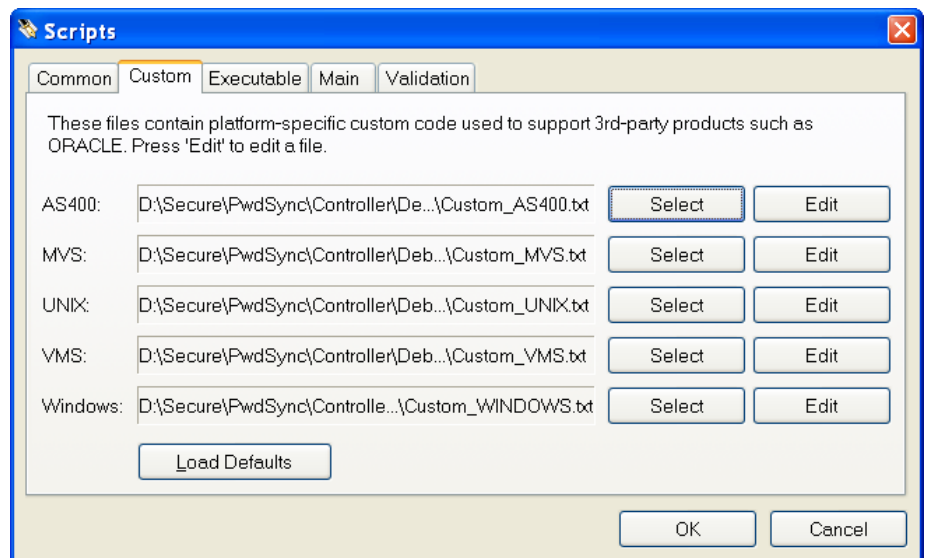 Scripts
Common Custom Executable Main Validation
These files contain platform-specific custom code used to support 3rd-party products such as
ORACLE. Press 'Edit' to edit a file.
AS400: D:\Secure\PwdSync\Controller\De...\Custom_AS400.txt Select Edit
MVS: D:\Secure\PwdSync\Controller\Deb...\Custom_MVS.txt Select Edit
UNIX: D:\Secure\PwdSync\Controller\Deb...\Custom_UNIX.txt Select Edit
VMS: D:\Secure\PwdSync\Controller\Deb...\Custom_VMS.txt Select Edit
Windows: D:\Secure\PwdSync\Controlle...\Custom_WINDOWS.txt Select Edit
Load Defaults
OK Cancel